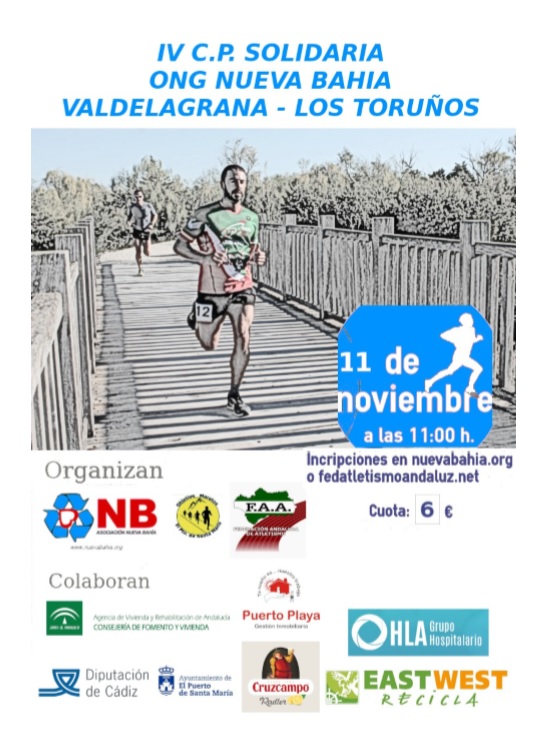 IV C.P. SOLIDARIA
ONG NUEVA BAHIA
VALDELAGRANA - LOS TORUÑOS
12
11 de
noviembre
a las 11:00 h.
Incripciones en nuevabahia.org
o fedatletismoandaluz.net
Cuota: 6 €
Organizan
NB
ASOCIACIÓN NUEVA BAHÍA
www.nuevabahia.org
F.A.A.
FEDERACIÓN ANDALUZA
DE ATLETISMO
Colaboran
Agencia de Vivienda y Rehabilitación de Andalucía
CONSEJERÍA DE FOMENTO Y VIVIENDA
Puerto Playa
Gestión Inmobiliaria
HLA Grupo
Hospitalario
Diputación
de Cádiz
Ayuntamiento de
El Puerto
de Santa María
Cruzcampo
EASTWEST
RECICLA